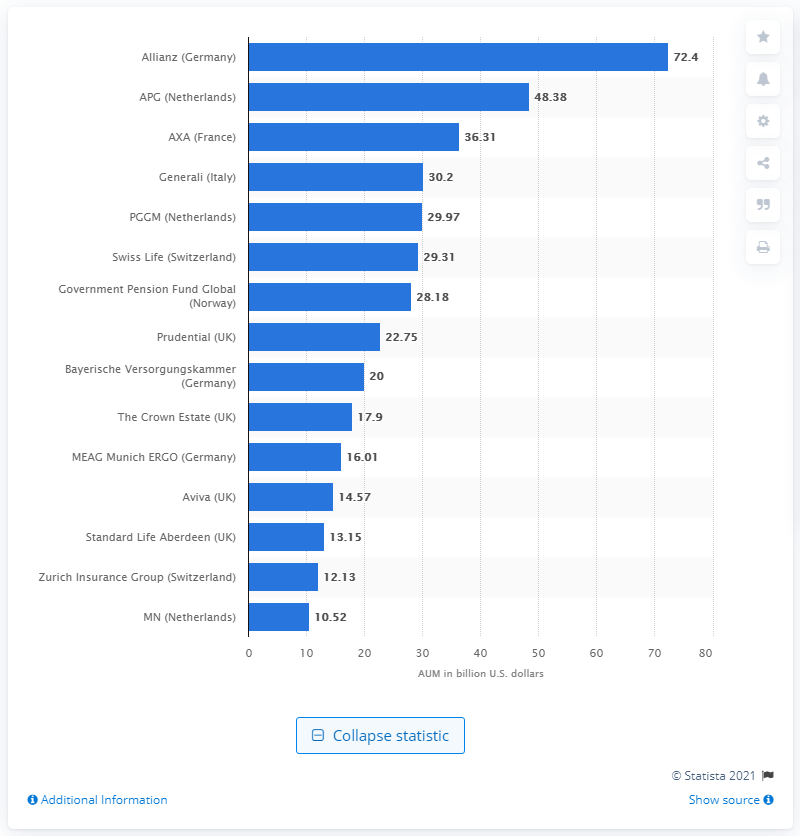 Allianz (Germany) 72.4
APG (Netherlands) 48.38
AXA (France) 36.31
Generali (Italy) 30.2
PGGM (Netherlands) 29.97
Swiss Life (Switzerland) 29.31
Government Pension Fund Global
(Norway) 28.18
Prudential (UK) 22.75
Bayerische Versorgungskammer
(Germany) 20
The Crown Estate (UK) 17.9
MEAG Munich ERGO (Germany) 16.01
Aviva (UK) 14.57
Standard Life Aberdeen (UK) 13.15
Zurich Insurance Group (Switzerland) 12.13
MN (Netherlands) 10.52
0 10 20 30 40 50 60 70 80
AUM in billion U.S. dollars
Collapse statistic
© Statista 2021
Additional Information Show source